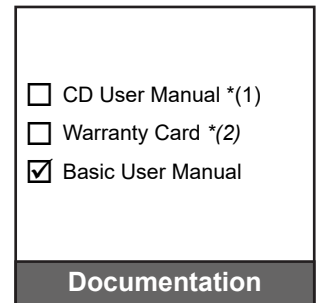 ☐ CD User Manual *(1)
☐ Warranty Card *(2)
☑ Basic User Manual
Documentation